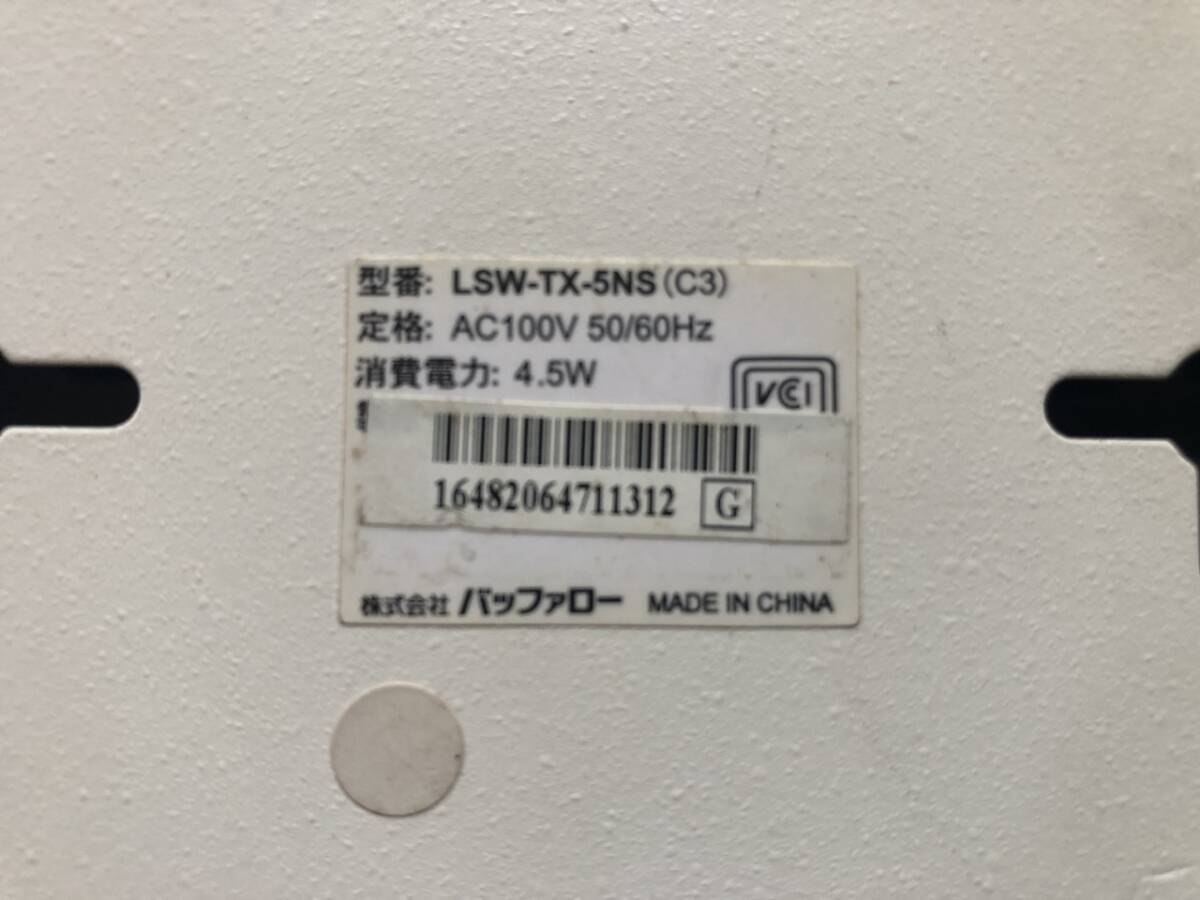 型番: LSW-TX-5NS(C3)
定格: AC100V 50/60Hz
消費電力: 4.5W
VCCI
16482064711312 G
株式会社 バッファロー MADE IN CHINA